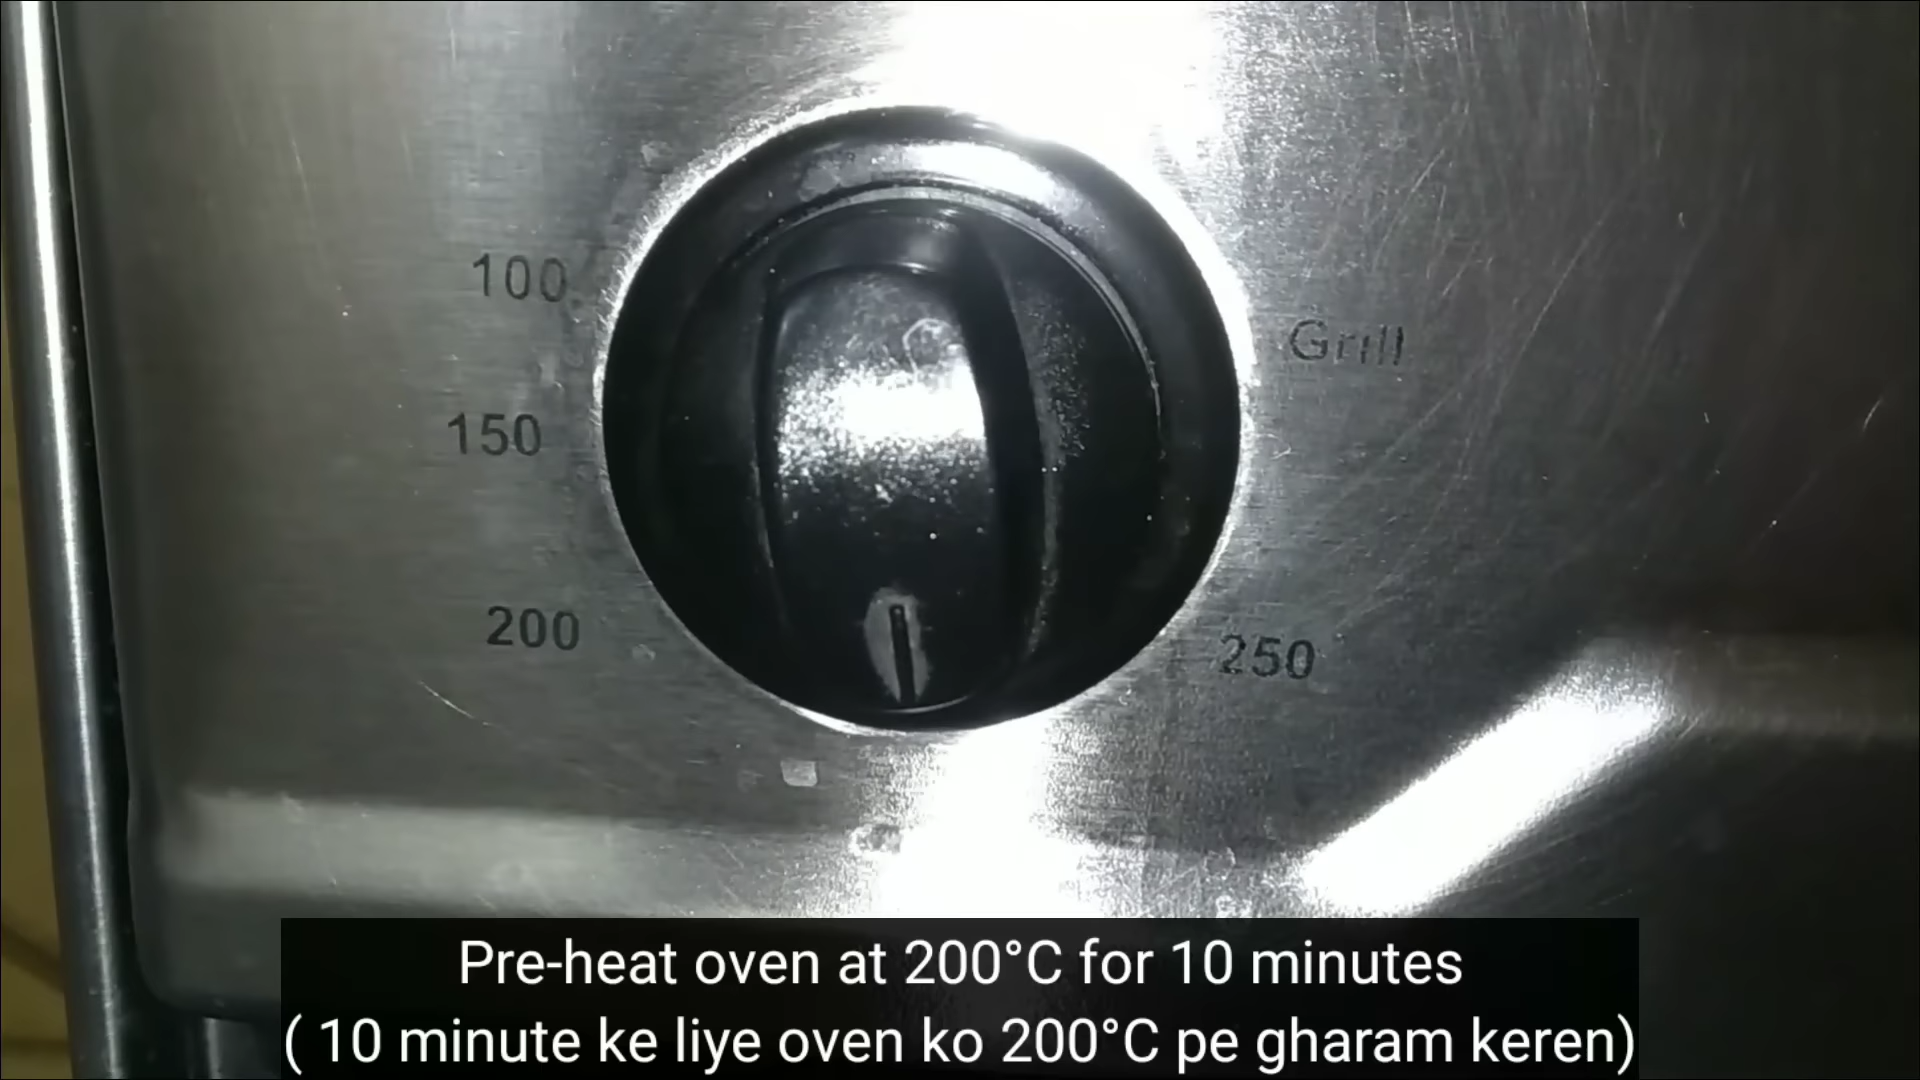 100
Grill
150
200
250
Pre-heat oven at 200°C for 10 minutes
( 10 minute ke liye oven ko 200°C pe gharam keren)